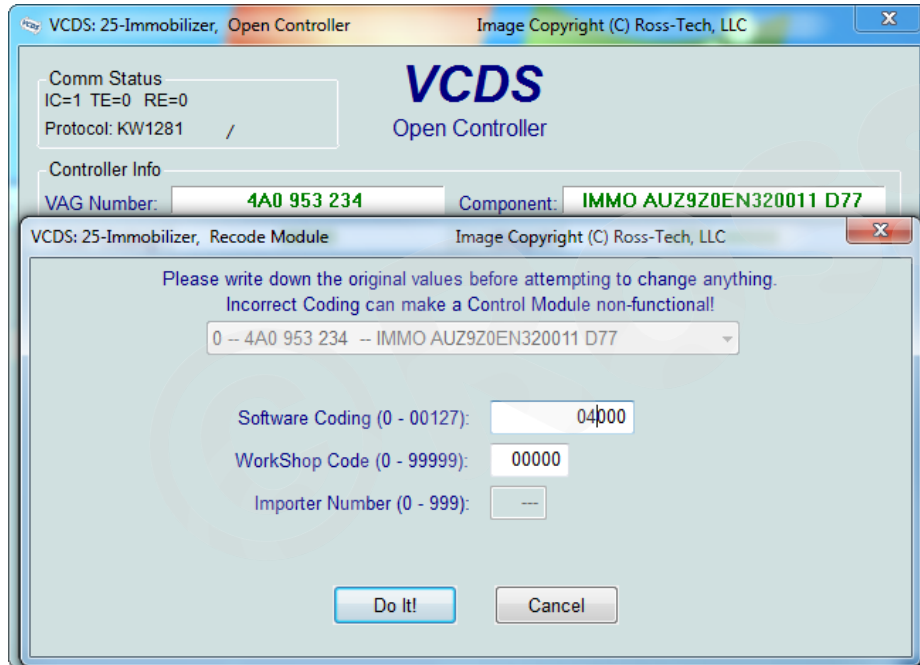 VCDS: 25-Immobilizer, Open Controller Image Copyright (C) Ross-Tech, LLC
Comm Status
IC=1 TE=0 RE=0
Protocol: KW1281 /
VCDS
Open Controller
Controller Info
VAG Number: 4A0 953 234 Component: IMMO AUZ9Z0EN320011 D77
VCDS: 25-Immobilizer, Recode Module Image Copyright (C) Ross-Tech, LLC
Please write down the original values before attempting to change anything.
Incorrect Coding can make a Control Module non-functional!
0 -- 4A0 953 234 -- IMMO AUZ9Z0EN320011 D77
Software Coding (0 - 00127): 04000
WorkShop Code (0 - 99999): 00000
Importer Number (0 - 999): ---
Do It! Cancel